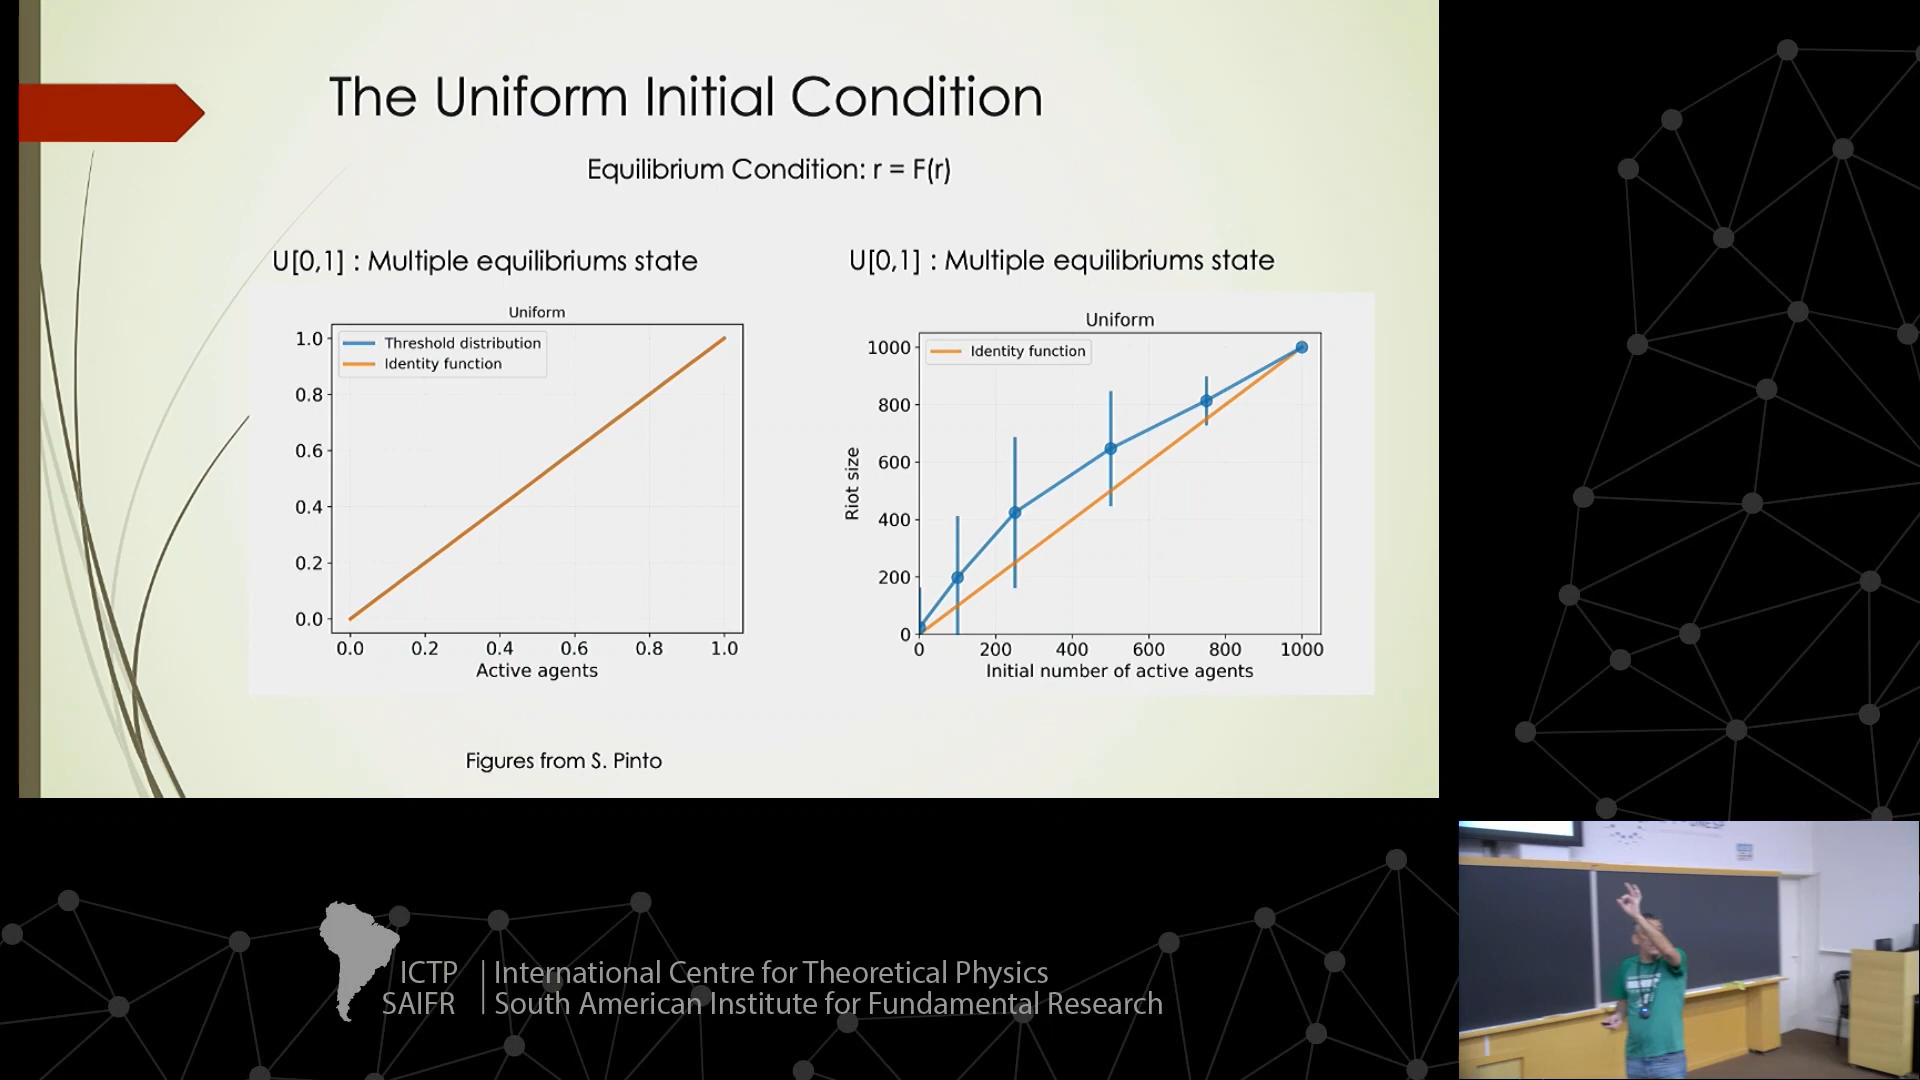 The Uniform Initial Condition
Equilibrium Condition: r = F(r)
U[0,1] : Multiple equilibriums state
Uniform
Threshold distribution
Identity function
1.0
0.8
0.6
0.4
0.2
0.0
0.0 0.2 0.4 0.6 0.8 1.0
Active agents
U[0,1] : Multiple equilibriums state
Uniform
Identity function
Riot size
1000
800
600
400
200
0
0 200 400 600 800 1000
Initial number of active agents
Figures from S. Pinto
ICTP
SAIFR
International Centre for Theoretical Physics
South American Institute for Fundamental Research